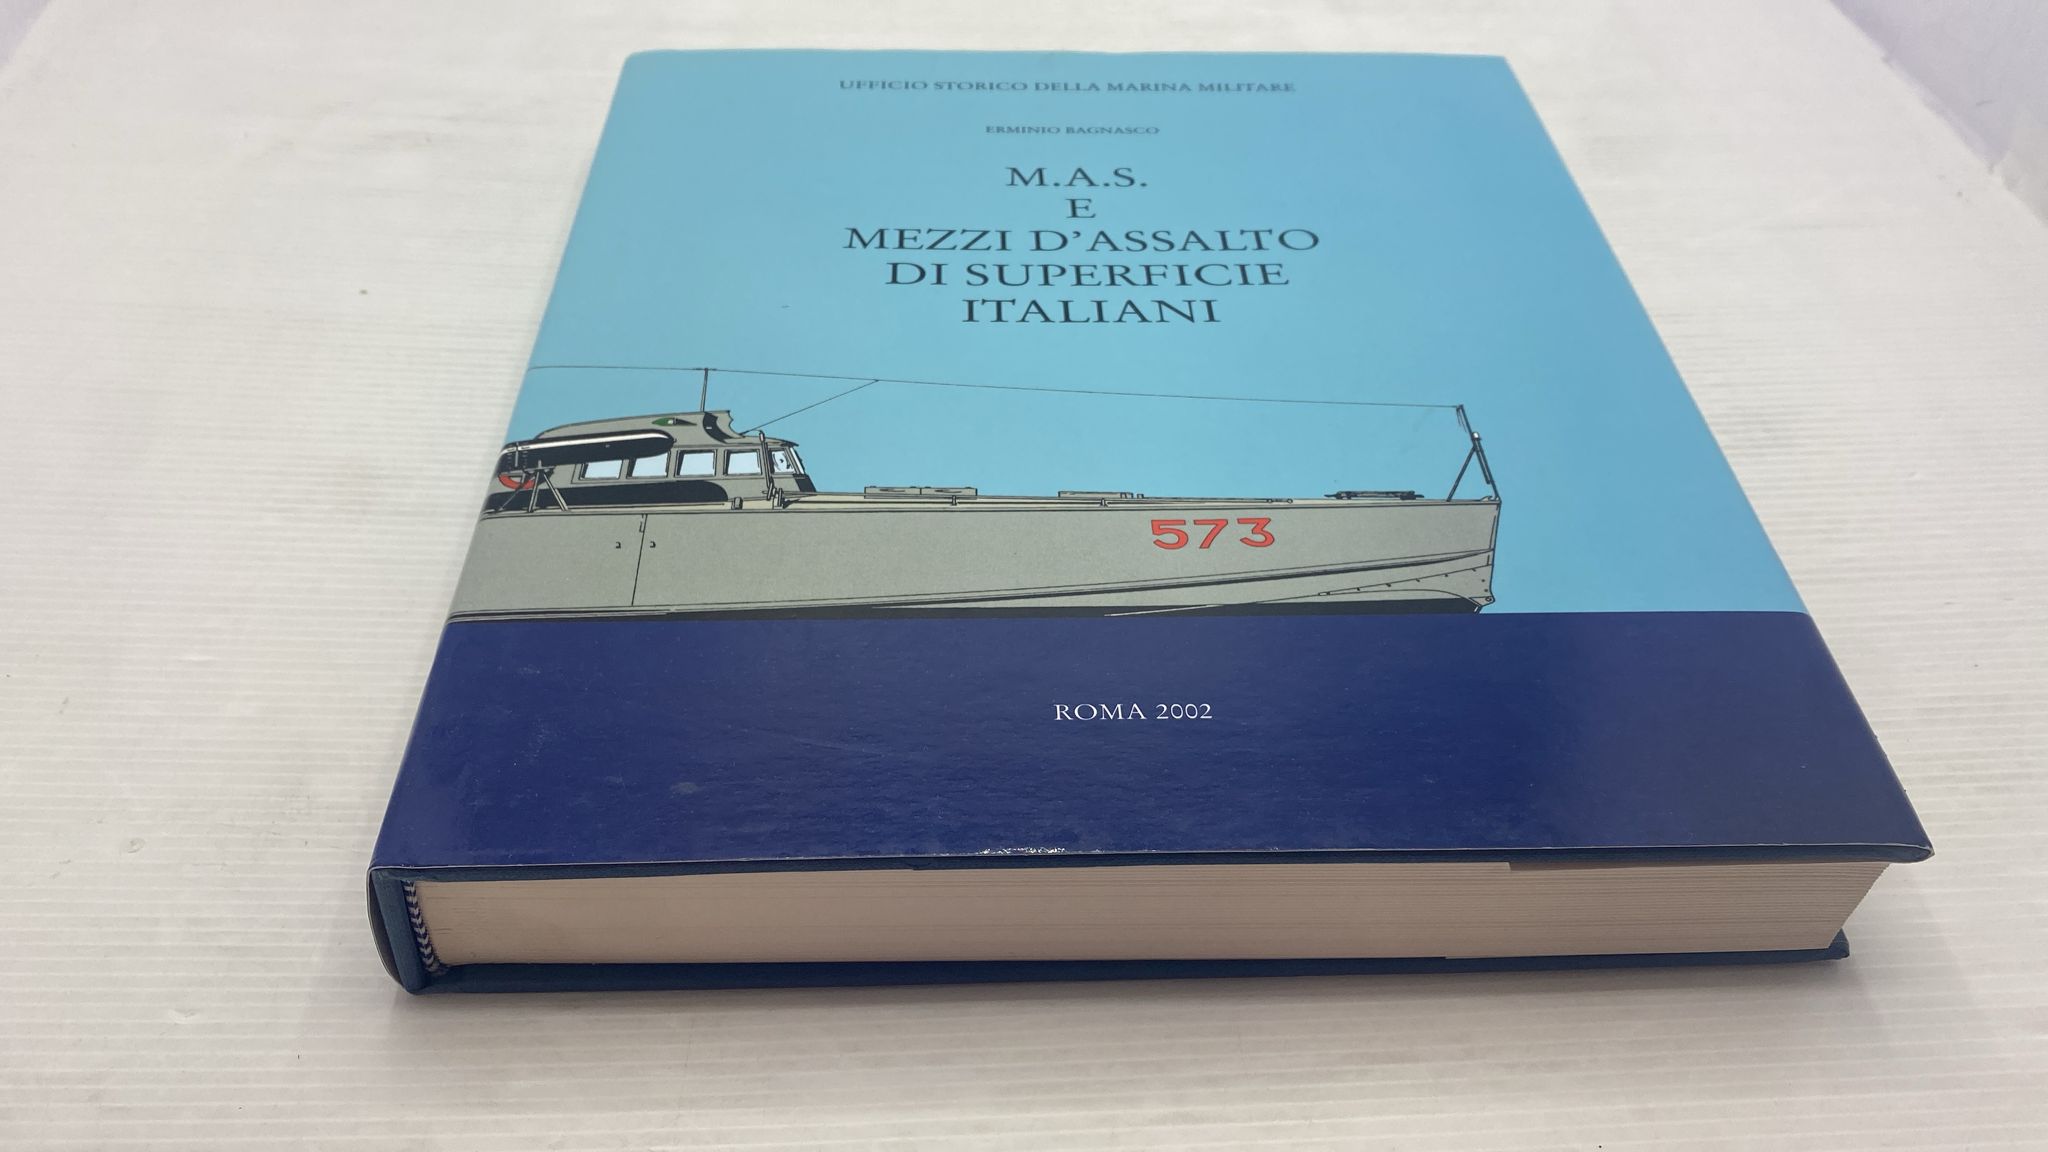 UFFICIO STORICO DELLA MARINA MILITARE
ERMINIO BAGNASCO
M.A.S.
E
MEZZI D'ASSALTO
DI SUPERFICIE
ITALIANI
573
ROMA 2002